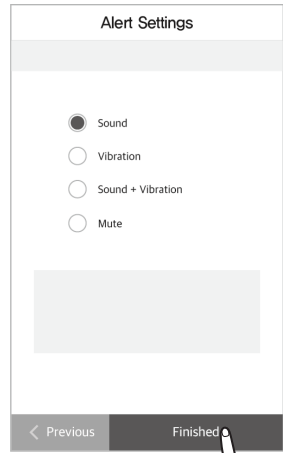 Alert Settings
Sound
Vibration
Sound + Vibration
Mute
Previous
Finished